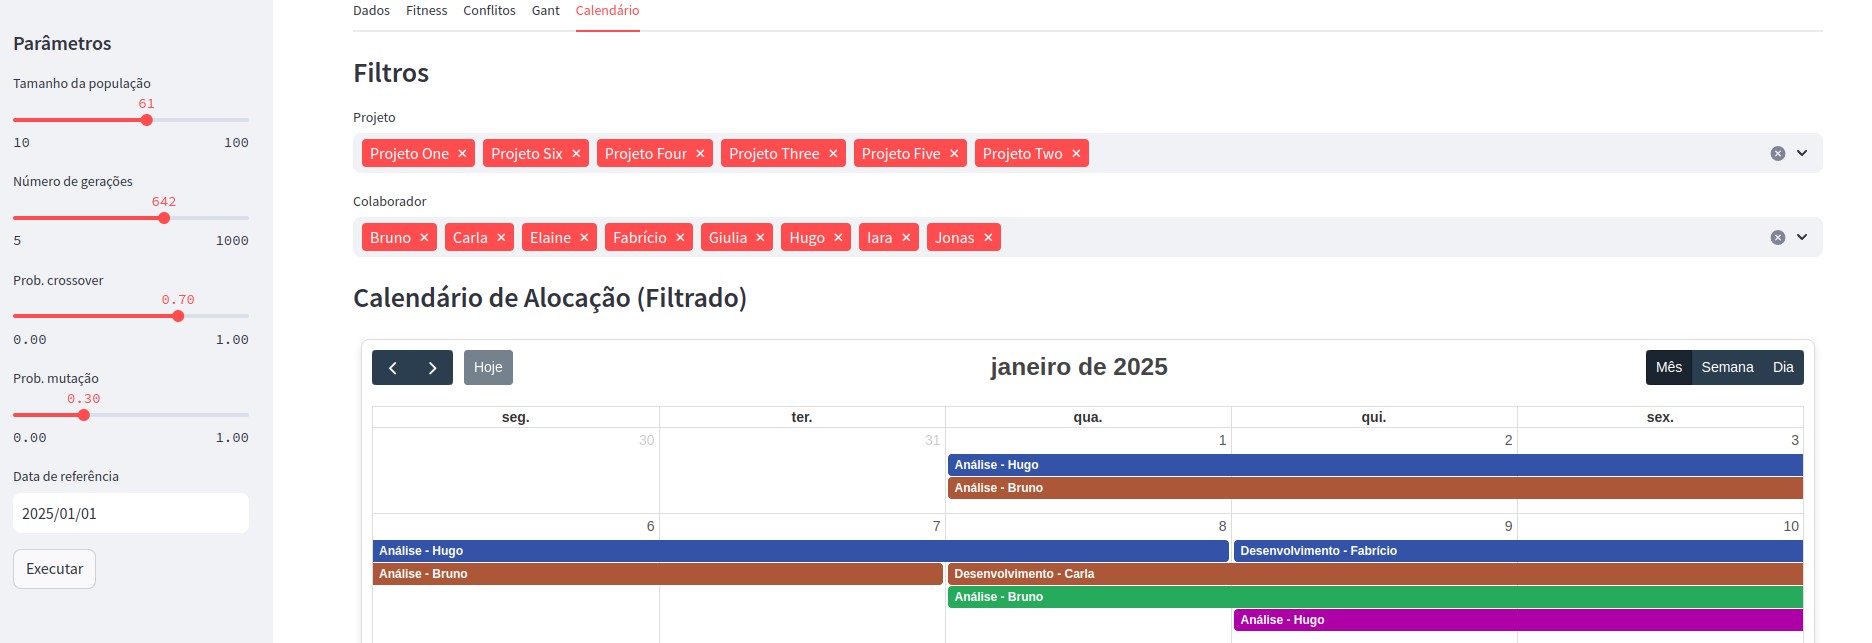 Parâmetros
Tamanho da população
61
10 100
Número de gerações
642
5 1000
Prob. crossover
0.70
0.00 1.00
Prob. mutação
0.30
0.00 1.00
Data de referência
2025/01/01
Executar
Dados Fitness Conflitos Gant Calendário
Filtros
Projeto
Projeto One Projeto Six Projeto Four Projeto Three Projeto Five Projeto Two
Colaborador
Bruno Carla Elaine Fabrício Giulia Hugo Iara Jonas
Calendário de Alocação (Filtrado)
Hoje janeiro de 2025 Mês Semana Dia
seg. ter. qua. qui. sex.
30 31 1 2 3
Análise - Hugo
Análise - Bruno
6 7 8 9 10
Análise - Hugo Desenvolvimento - Fabrício
Análise - Bruno Desenvolvimento - Carla
Análise - Bruno
Análise - Hugo